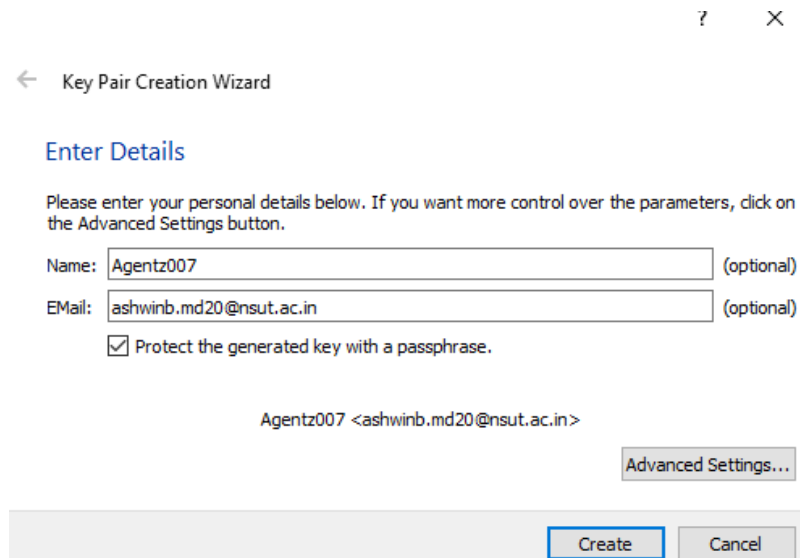 ?
Key Pair Creation Wizard
Enter Details
Please enter your personal details below. If you want more control over the parameters, click on
the Advanced Settings button.
Name: Agentz007 (optional)
EMail: ashwinb.md20@nsut.ac.in (optional)
Protect the generated key with a passphrase.
Agentz007 <ashwinb.md20@nsut.ac.in>
Advanced Settings...
Create Cancel